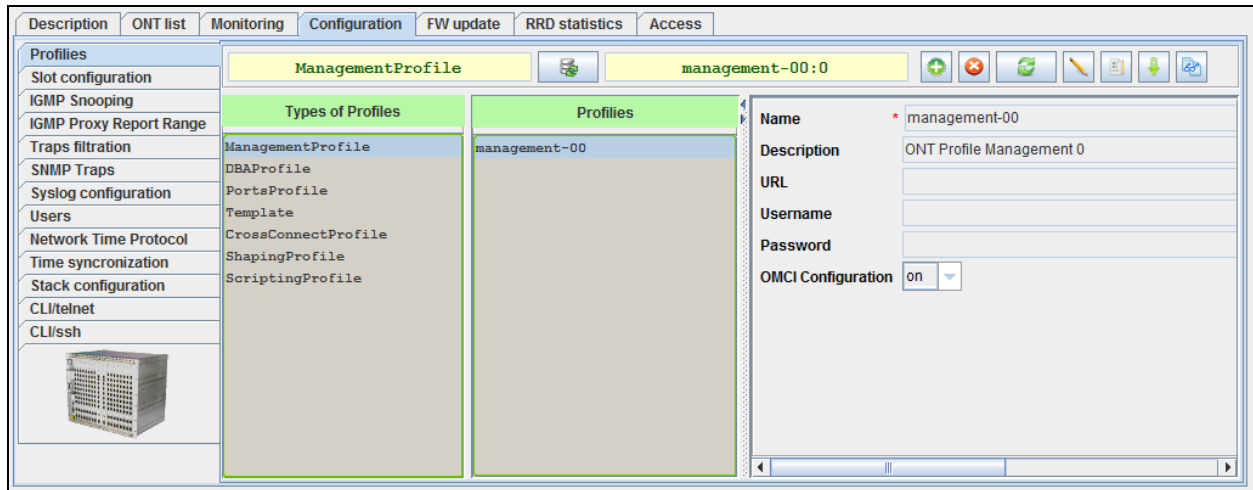 Description ONT list Monitoring Configuration FW update RRD statistics Access
Profilies
Slot configuration
IGMP Snooping
IGMP Proxy Report Range
Traps filtration
SNMP Traps
Syslog configuration
Users
Network Time Protocol
Time syncronization
Stack configuration
CLI/telnet
CLI/ssh
ManagementProfile
management-00:0
Types of Profiles
ManagementProfile
DBAProfile
PortsProfile
Template
CrossConnectProfile
ShapingProfile
ScriptingProfile
Profilies
management-00
Name * management-00
Description ONT Profile Management 0
URL
Username
Password
OMCI Configuration on